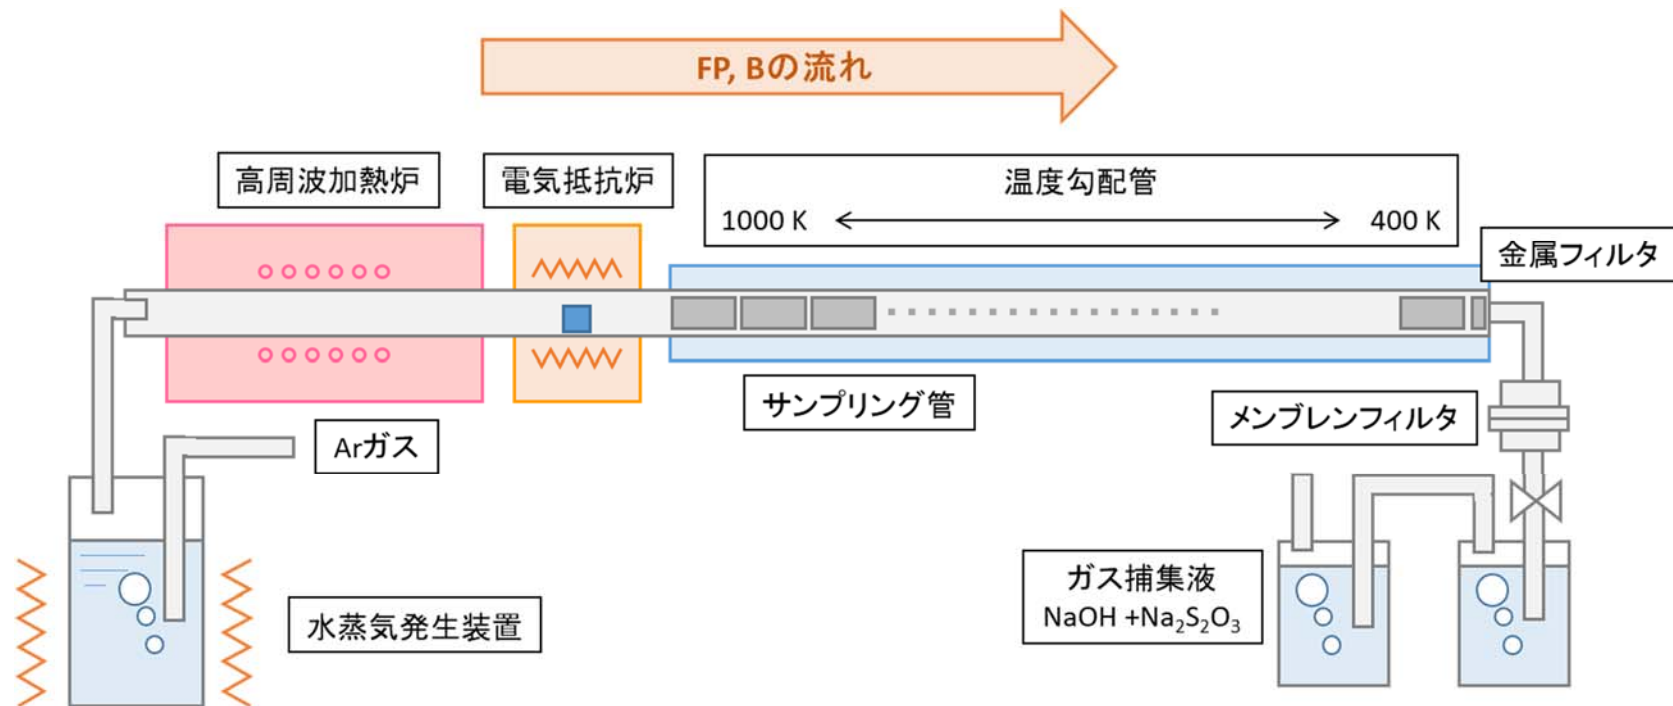 FP, Bの流れ
高周波加熱炉
電気抵抗炉
温度勾配管
1000 K 400 K
金属フィルタ
サンプリング管
メンブレンフィルタ
Arガス
水蒸気発生装置
ガス捕集液
NaOH +Na₂S₂O₃